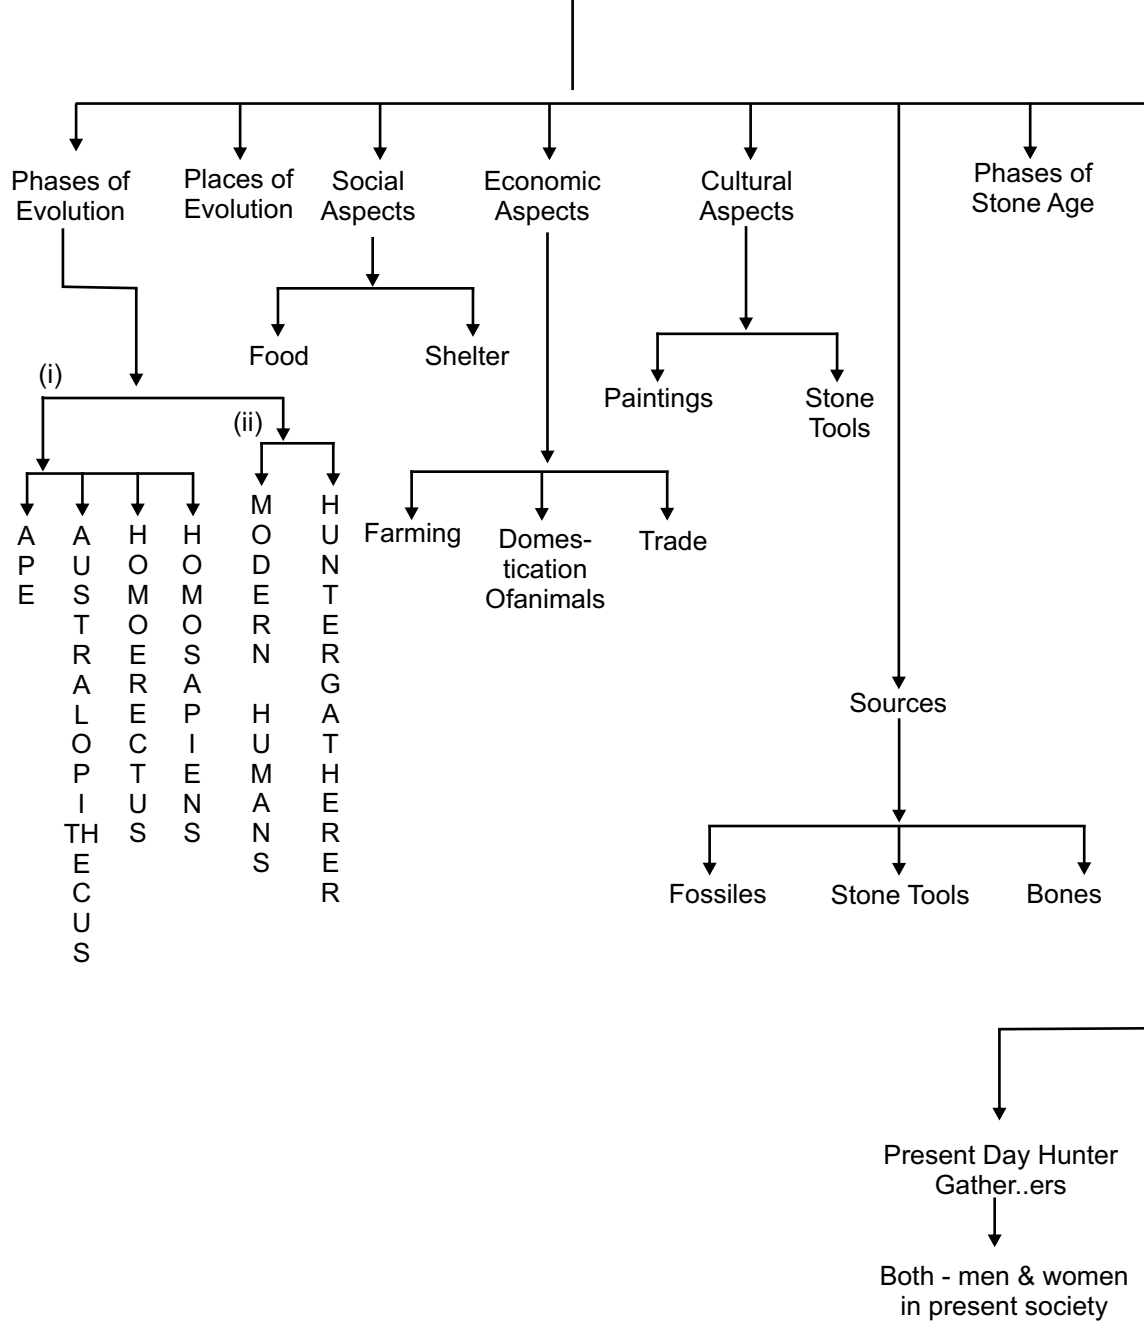 Phases of
Evolution
Places of
Evolution
Social
Aspects
Economic
Aspects
Cultural
Aspects
Phases of
Stone Age
Food
Shelter
(i)
(ii)
Paintings
Stone
Tools
APE
AUSTRALOPITHECUS
HOMOERECTUS
HOMOSAPIENS
MODERN HUMANS
HUNTERGATHERER
Farming
Domes-
tication
Ofanimals
Trade
Sources
Fossiles
Stone Tools
Bones
Present Day Hunter
Gather..ers
Both - men & women
in present society